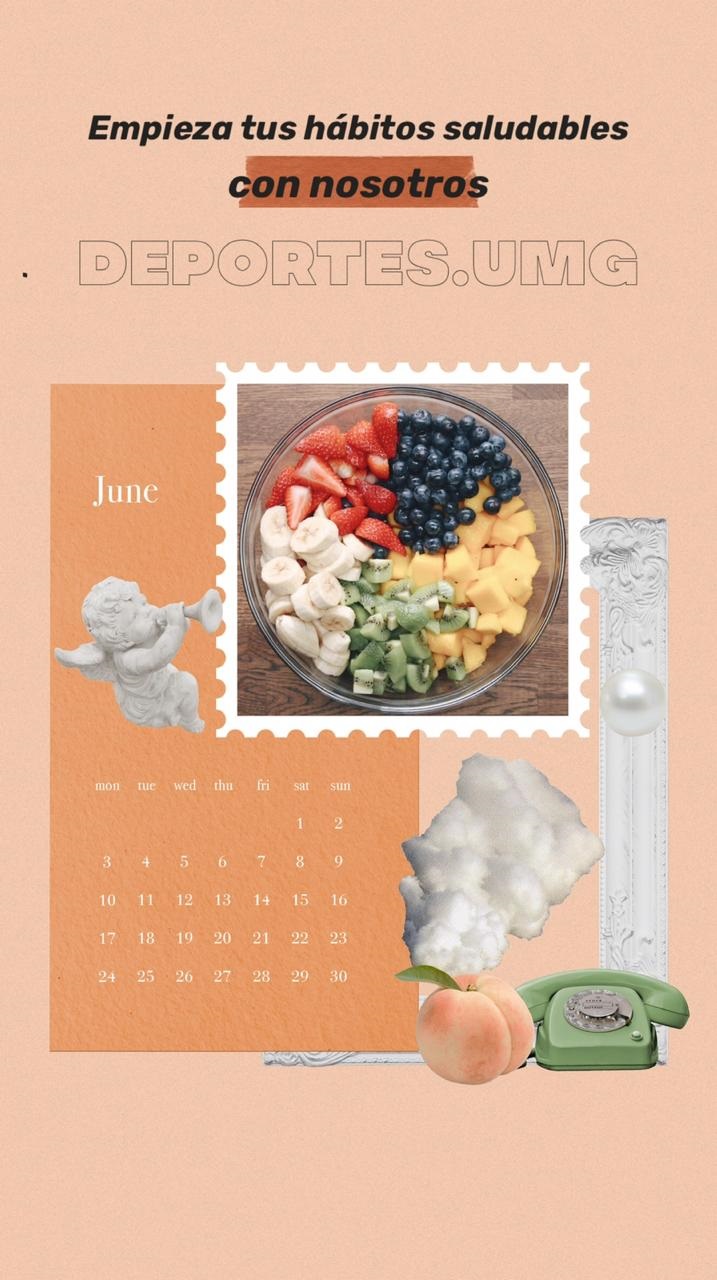 Empieza tus hábitos saludables
con nosotros
DEPORTES.UMG
June
mon tue wed thu fri sat sun
1 2
3 4 5 6 7 8 9
10 11 12 13 14 15 16
17 18 19 20 21 22 23
24 25 26 27 28 29 30